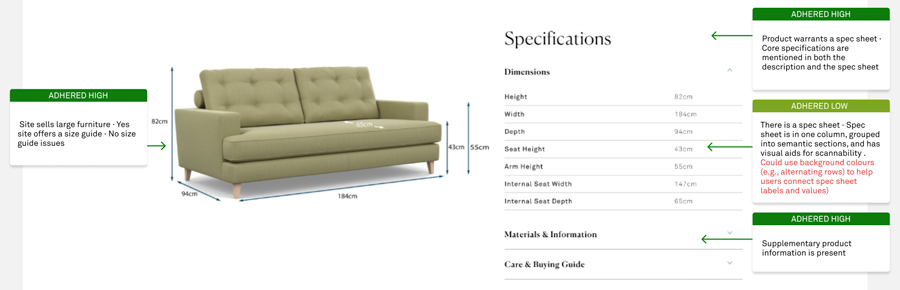 ADHERED HIGH
Site sells large furniture · Yes
site offers a size guide · No size
guide issues
82cm
65cm
43cm
55cm
94cm
184cm
Specifications
Dimensions
Height 82cm
Width 184cm
Depth 94cm
Seat Height 43cm
Arm Height 55cm
Internal Seat Width 147cm
Internal Seat Depth 65cm
Materials & Information
Care & Buying Guide
ADHERED HIGH
Product warrants a spec sheet ·
Core specifications are
mentioned in both the
description and the spec sheet
ADHERED LOW
There is a spec sheet · Spec
sheet is in one column, grouped
into semantic sections, and has
visual aids for scannability .
Could use background colours
(e.g., alternating rows) to help
users connect spec sheet
labels and values)
ADHERED HIGH
Supplementary product
information is present